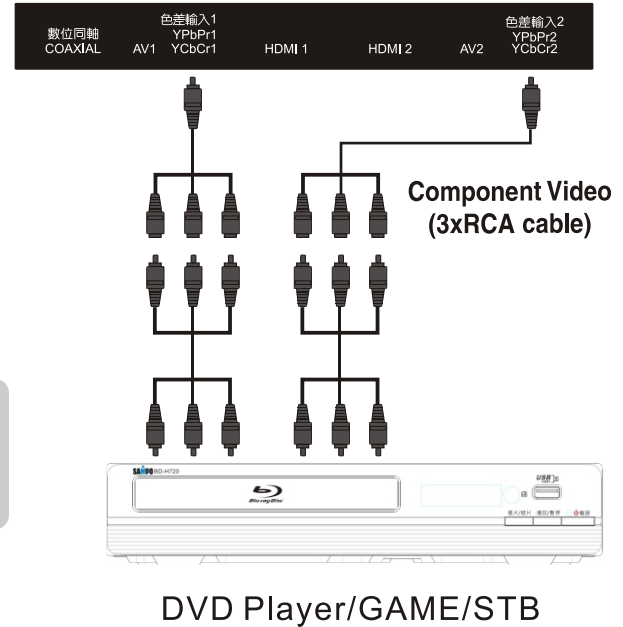 數位同軸
COAXIAL
AV1
色差輸入1
YPbPr1
YCbCr1
HDMI 1
HDMI 2
AV2
色差輸入2
YPbPr2
YCbCr2
Component Video
(3xRCA cable)
SAMPO BD-H720
Blu-ray Disc
USB
DVD Player/GAME/STB